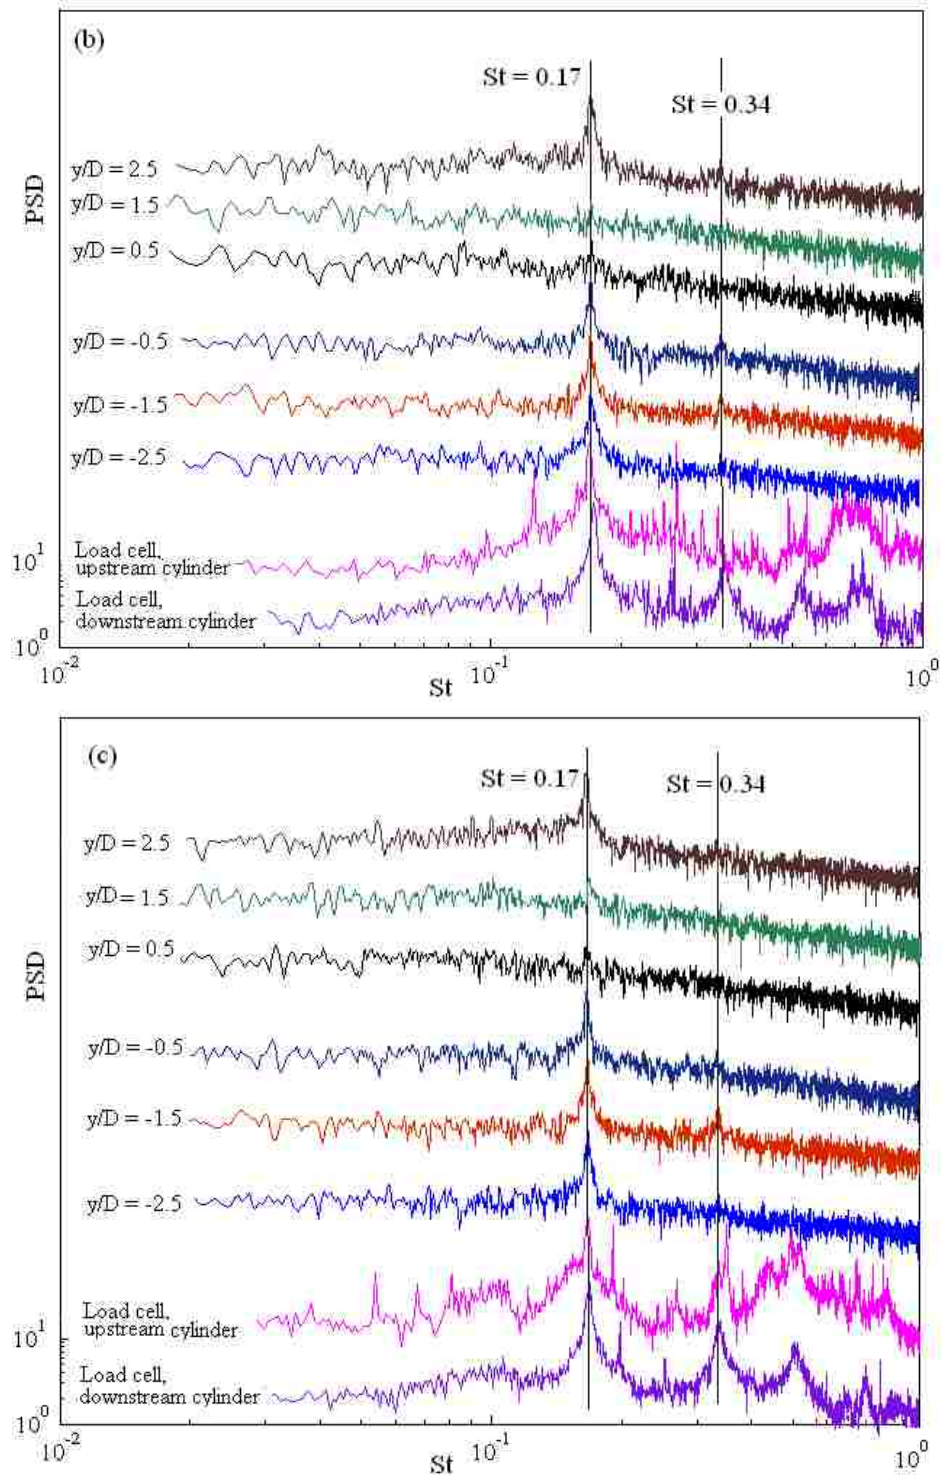 (b)
St = 0.17
St = 0.34
y/D = 2.5
y/D = 1.5
y/D = 0.5
y/D = -0.5
y/D = -1.5
y/D = -2.5
PSD
Load cell,
upstream cylinder
Load cell,
downstream cylinder
10¹
10⁰
10⁻²
10⁻¹
10⁰
St
(c)
St = 0.17
St = 0.34
y/D = 2.5
y/D = 1.5
y/D = 0.5
y/D = -0.5
y/D = -1.5
y/D = -2.5
PSD
Load cell,
upstream cylinder
Load cell,
downstream cylinder
10¹
10⁰
10⁻²
10⁻¹
10⁰
St